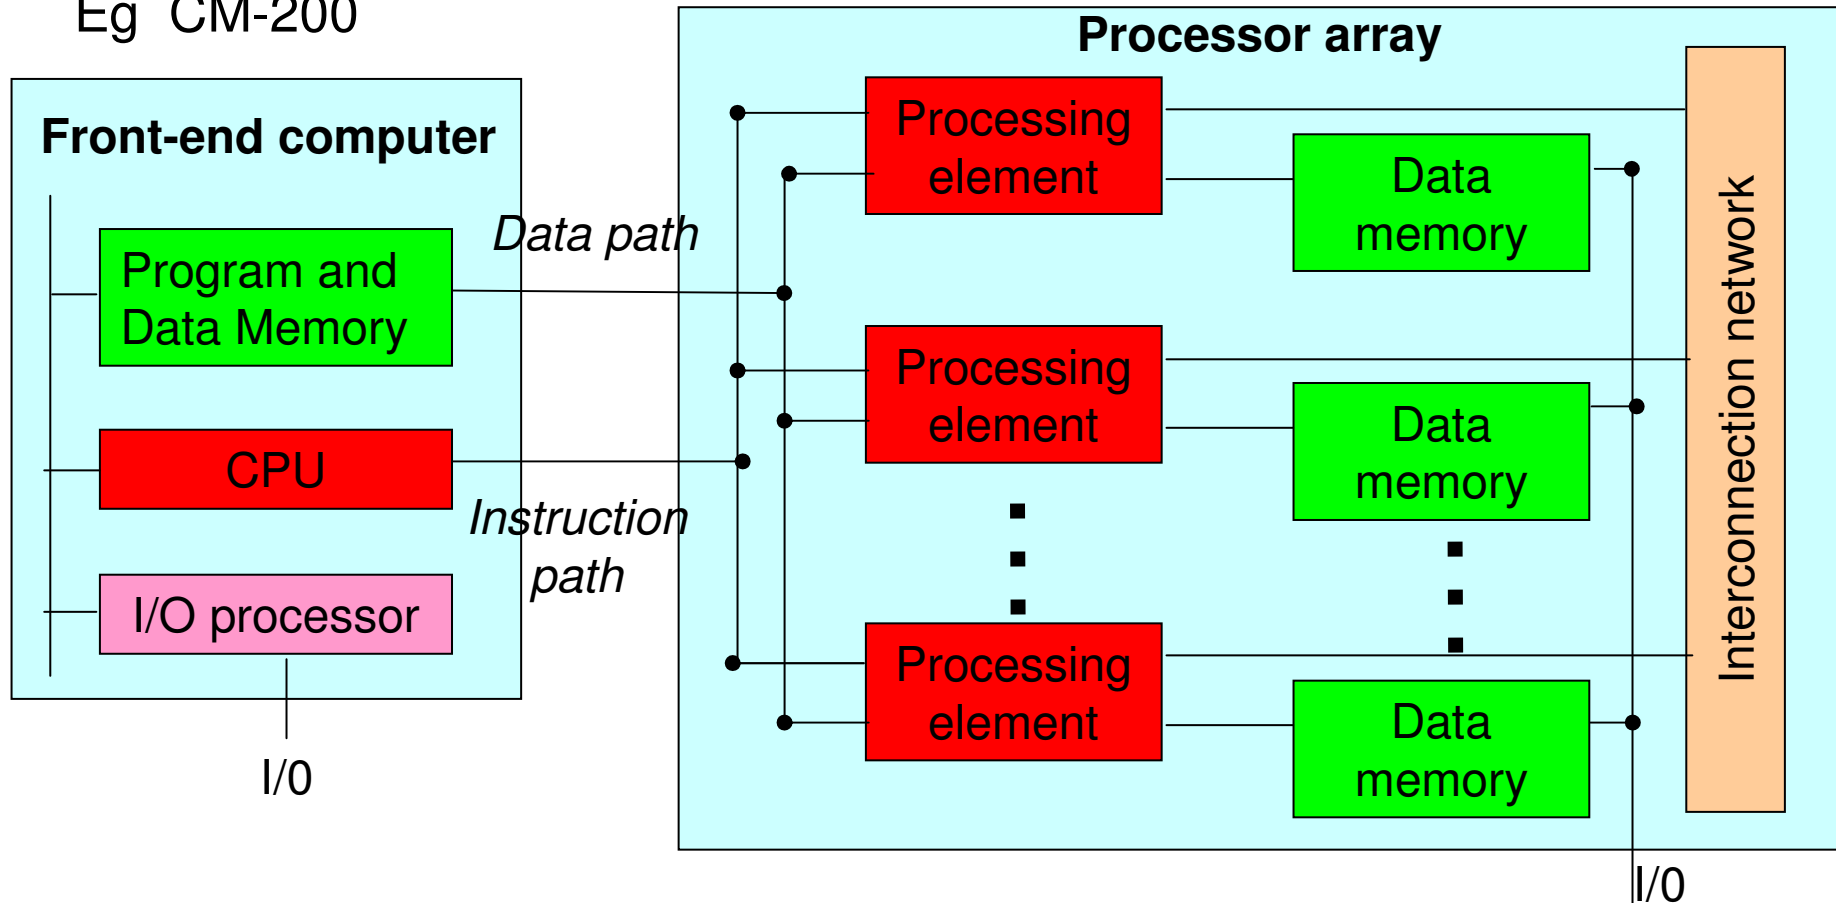 Eg CM-200
Front-end computer
Program and
Data Memory
CPU
I/O processor
I/0
Data path
Instruction
path
Processor array
Processing
element
Data
memory
Processing
element
Data
memory
Processing
element
Data
memory
Interconnection network
I/0